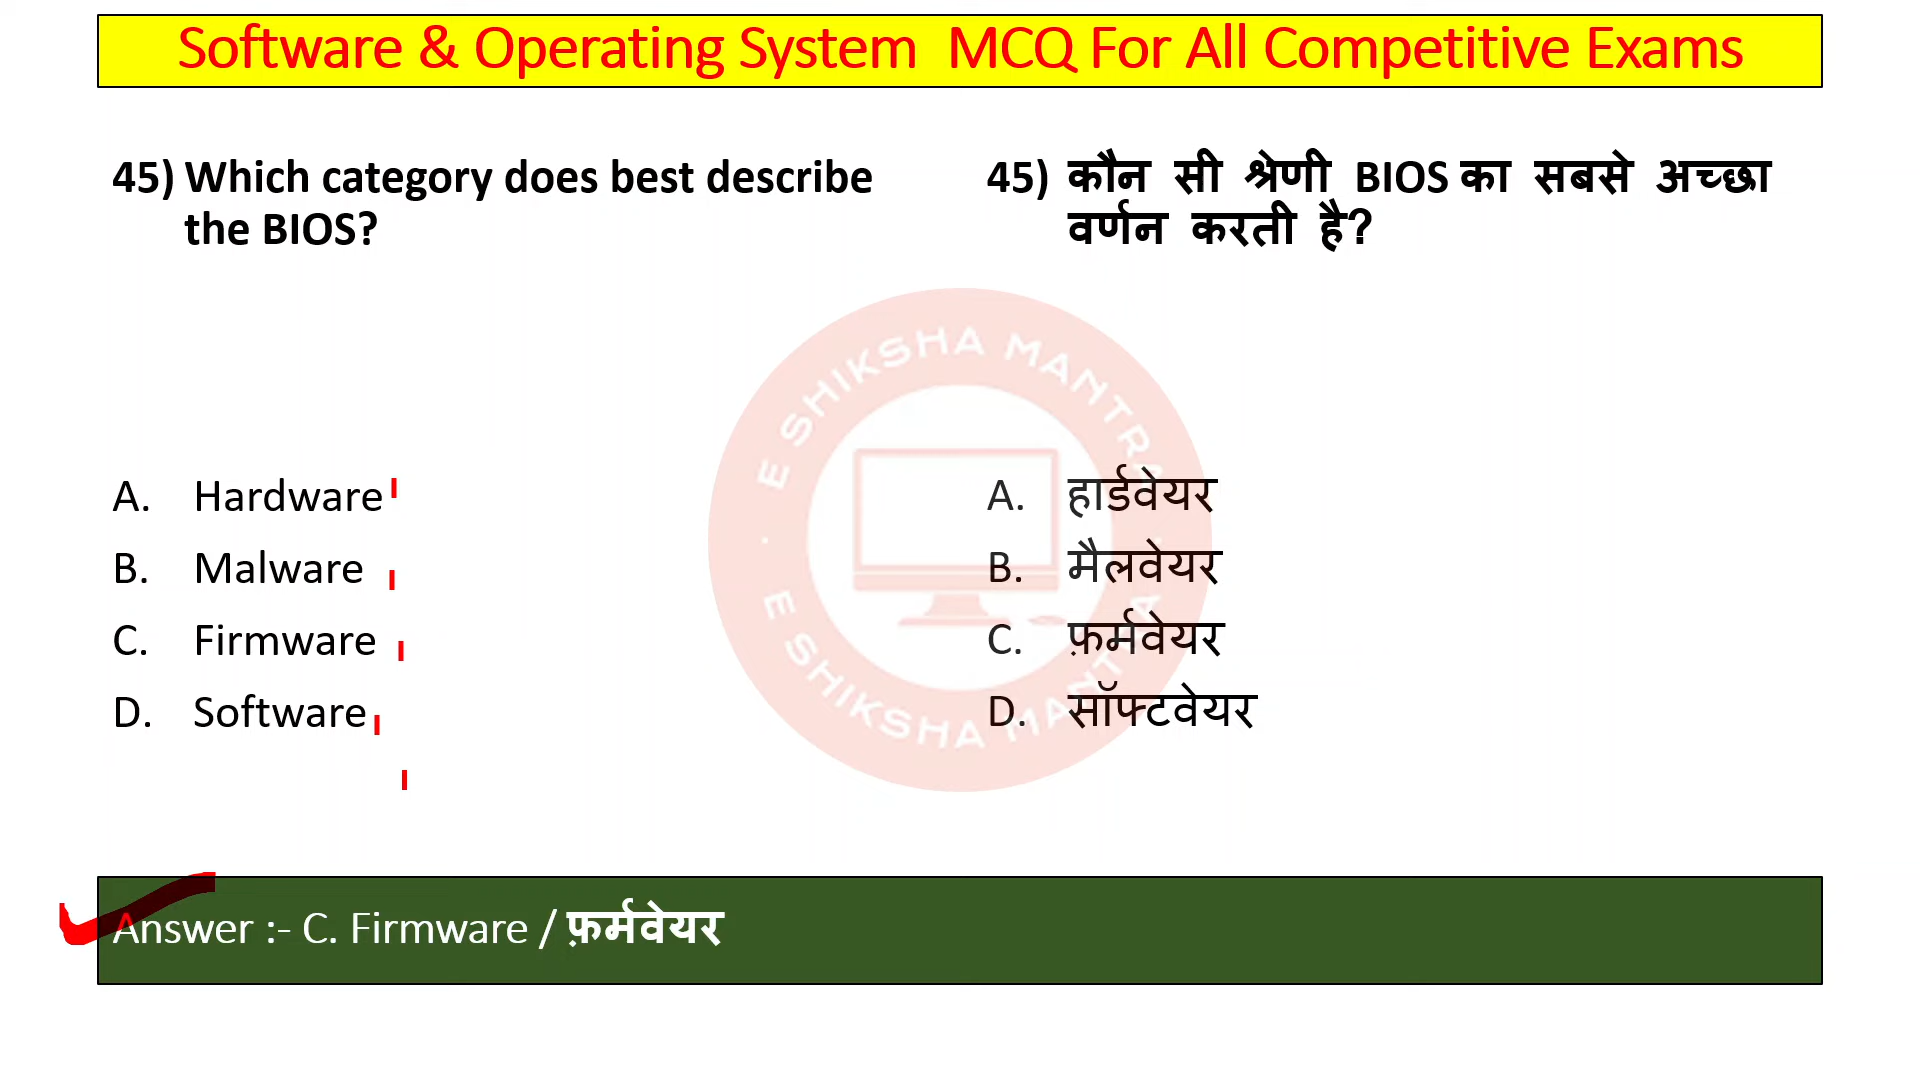 Software & Operating System MCQ For All Competitive Exams
45) Which category does best describe
the BIOS?
A. Hardware
B. Malware
C. Firmware
D. Software
45) कौन सी श्रेणी BIOS का सबसे अच्छा
वर्णन करती है?
A. हार्डवेयर
B. मैलवेयर
C. फ़र्मवेयर
D. सॉफ्टवेयर
E SHIKSHA MANTRA
E SHIKSHA MANTRA
Answer :- C. Firmware / फ़र्मवेयर